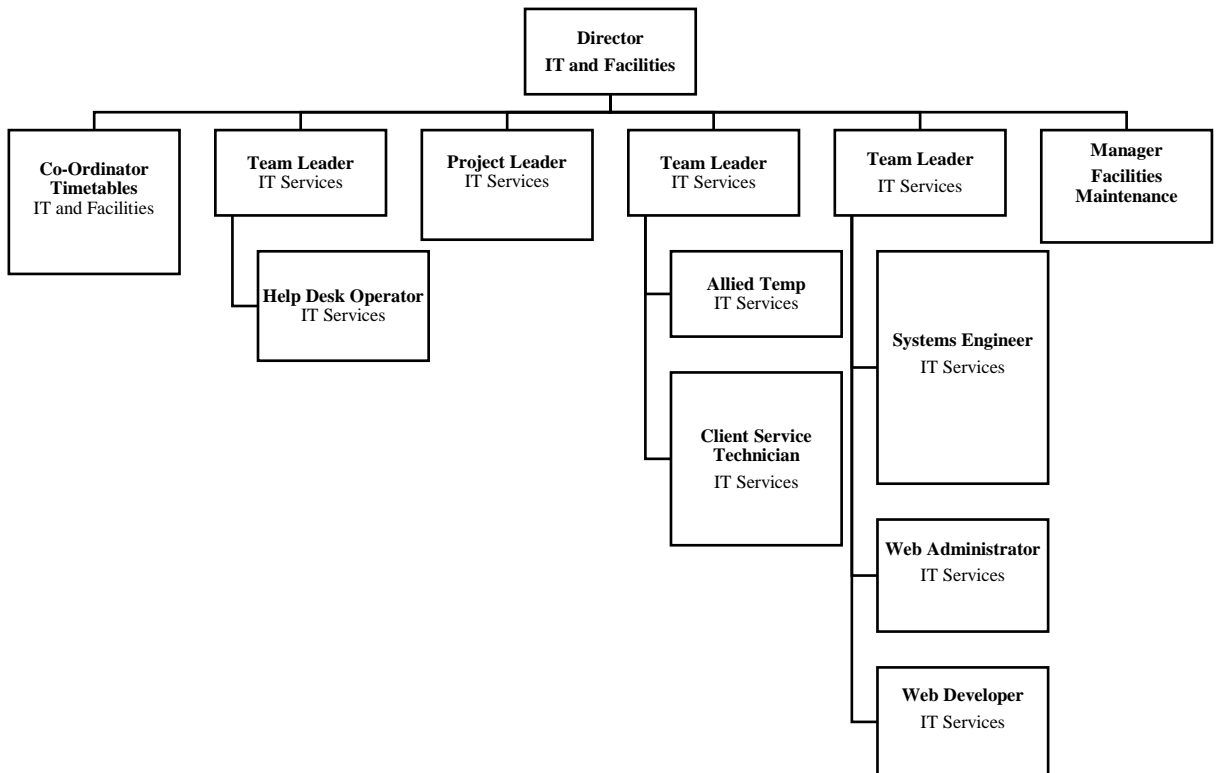 Director
IT and Facilities
Co-Ordinator
Timetables
IT and Facilities
Team Leader
IT Services
Project Leader
IT Services
Team Leader
IT Services
Team Leader
IT Services
Manager
Facilities
Maintenance
Help Desk Operator
IT Services
Allied Temp
IT Services
Client Service
Technician
IT Services
Systems Engineer
IT Services
Web Administrator
IT Services
Web Developer
IT Services